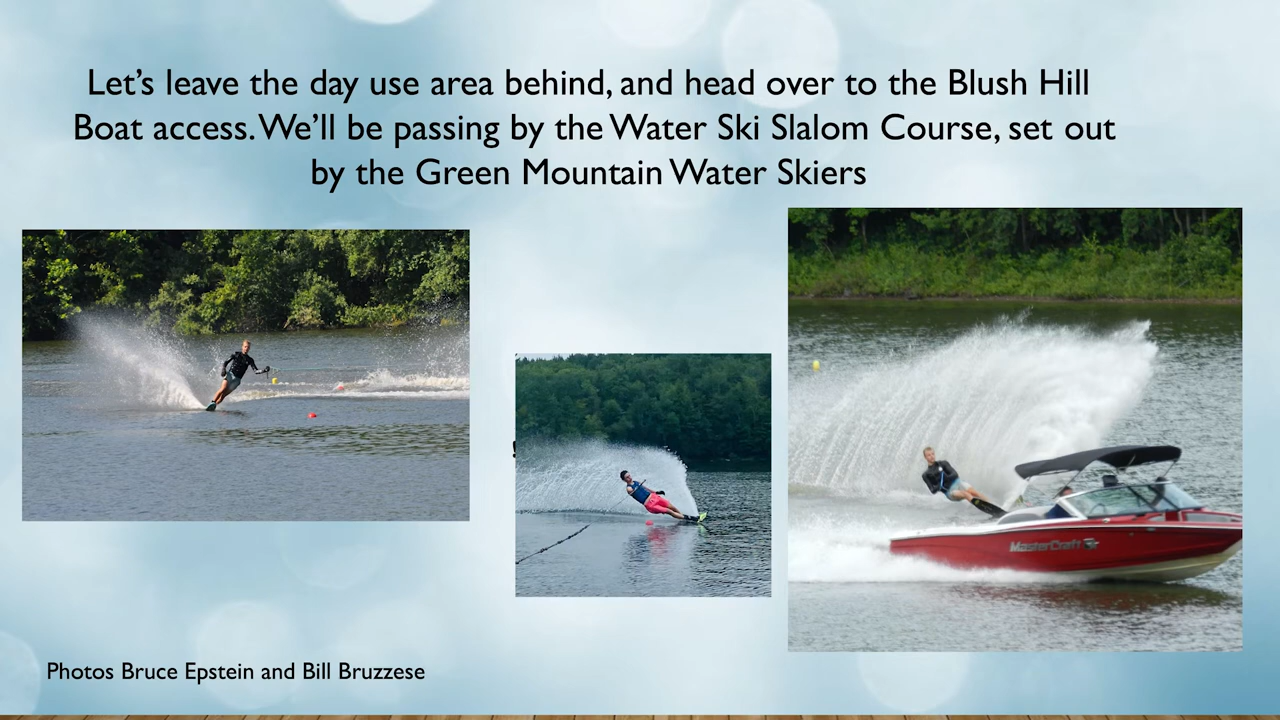 Let's leave the day use area behind, and head over to the Blush Hill
Boat access. We'll be passing by the Water Ski Slalom Course, set out
by the Green Mountain Water Skiers
MasterCraft
Photos Bruce Epstein and Bill Bruzzese